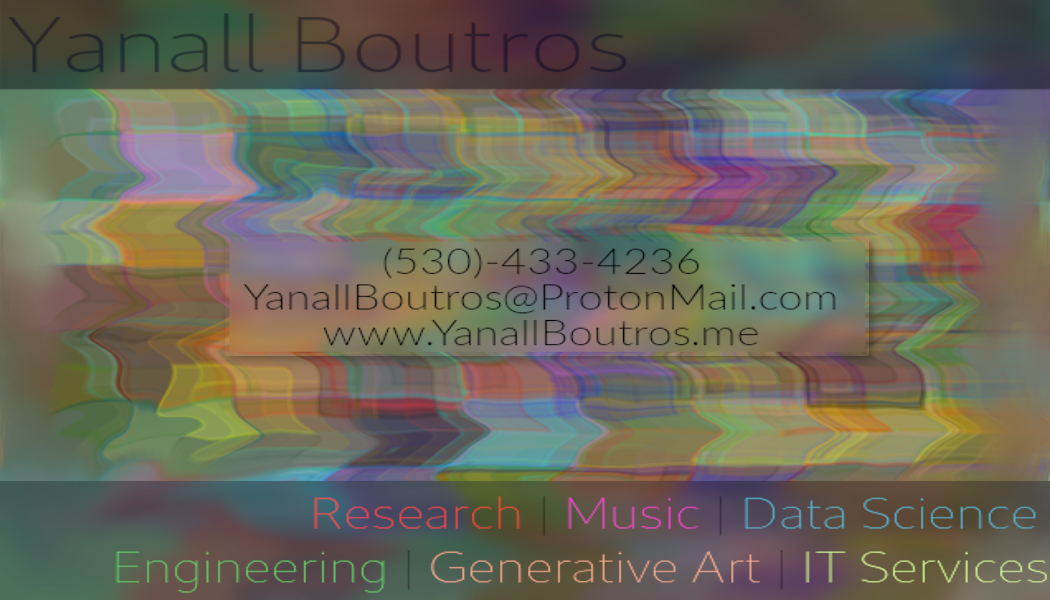 Yanall Boutros
(530)-433-4236
YanallBoutros@ProtonMail.com
www.YanallBoutros.me
Research | Music | Data Science
Engineering | Generative Art | IT Services